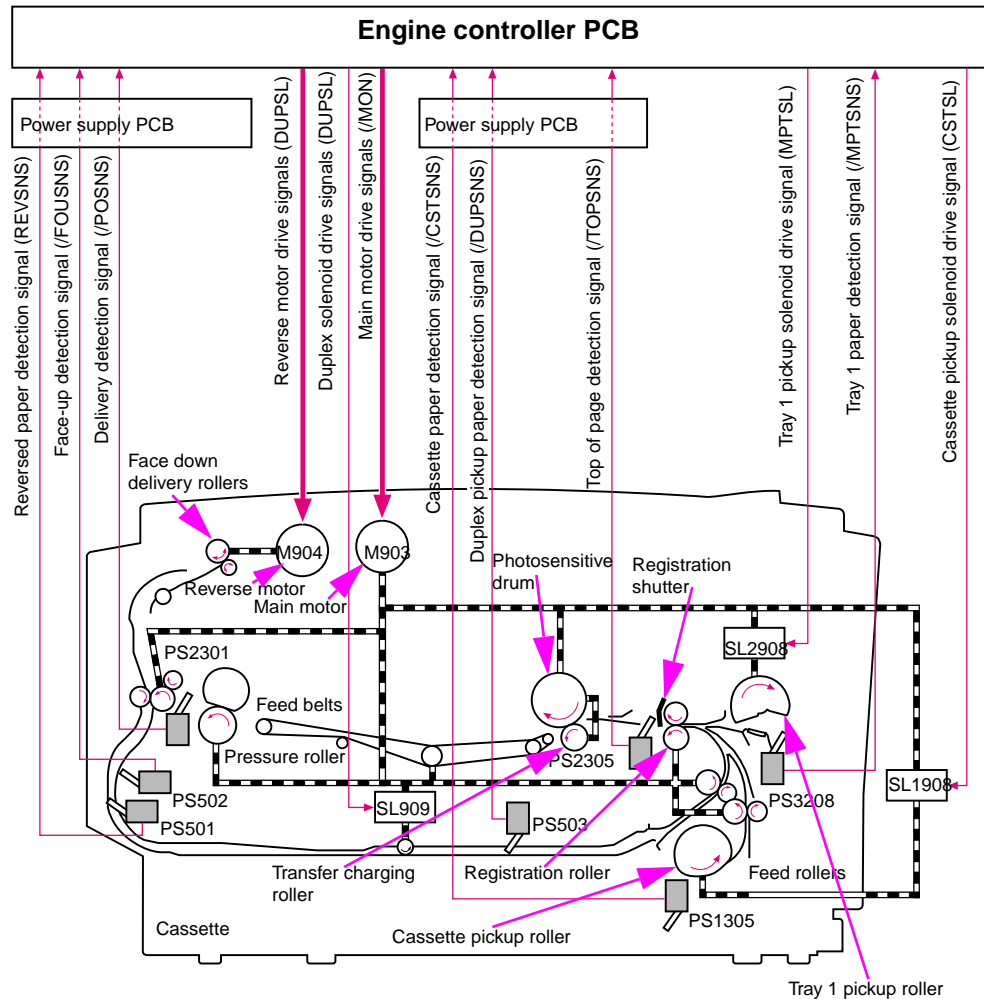 Engine controller PCB
Power supply PCB
Power supply PCB
Reversed paper detection signal (REVSNS)
Face-up detection signal (/FOUSNS)
Delivery detection signal (/POSNS)
Reverse motor drive signals (DUPSL)
Duplex solenoid drive signals (DUPSL)
Main motor drive signals (/MON)
Cassette paper detection signal (/CSTSNS)
Duplex pickup paper detection signal (/DUPSNS)
Top of page detection signal (/TOPSNS)
Tray 1 pickup solenoid drive signal (MPTSL)
Tray 1 paper detection signal (/MPTSNS)
Cassette pickup solenoid drive signal (CSTSL)
Face down
delivery rollers
M904
M903
Reverse motor
Main motor
Photosensitive
drum
Registration
shutter
PS2301
SL2908
Feed belts
Pressure roller
PS2305
PS502
PS501
SL909
PS503
PS3208
SL1908
Transfer charging
roller
Registration roller
Feed rollers
Cassette
Cassette pickup roller
PS1305
Tray 1 pickup roller